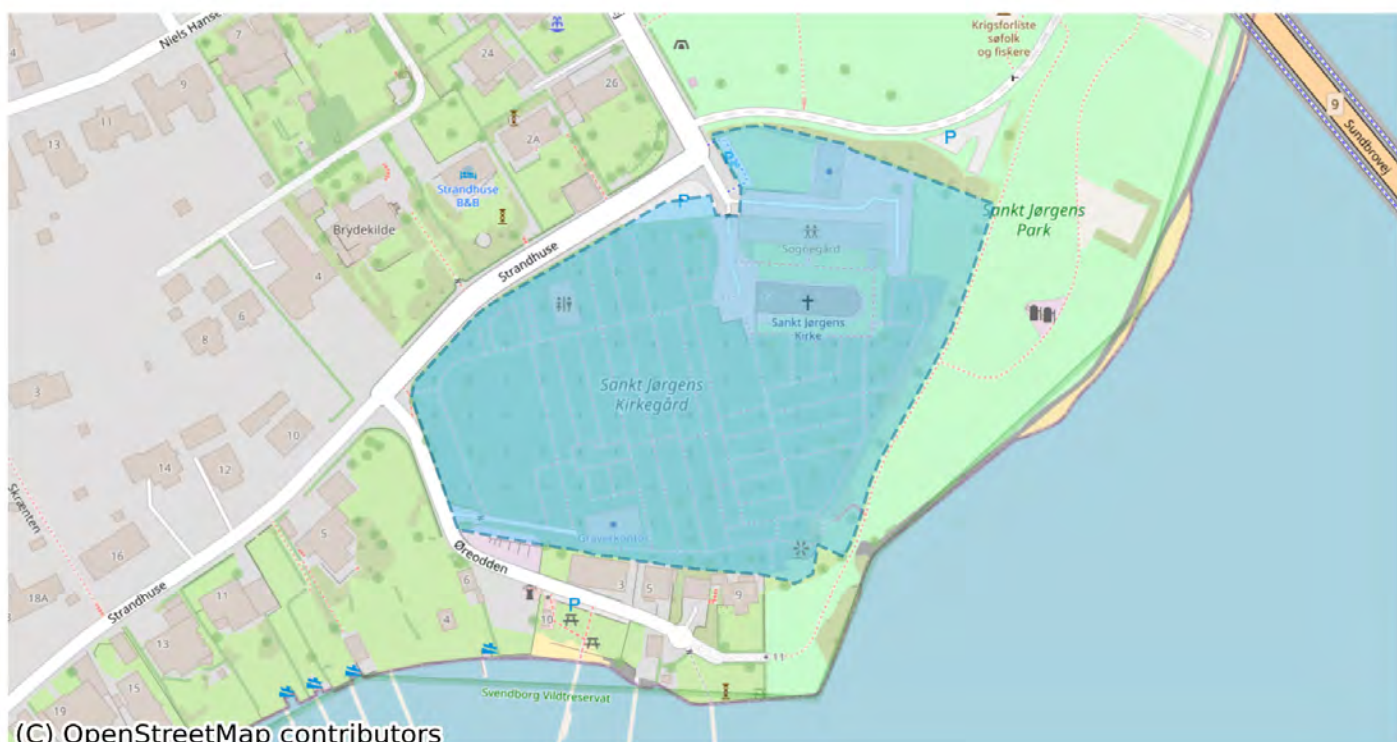 Niels Hanse
7
24
26
9
11
13
2A
Krigsforliste
søfolk
og fiskere
P
9
Sundbrovej
Strandhuse
B&B
Brydekilde
P
Strandhuse
Sankt Jørgens
Park
Sognegård
4
6
8
Sankt Jørgens
Kirke
3
Sankt Jørgens
Kirkegård
10
14
12
Skrænten
16
5
Graverkontor
Øreodden
18A
Strandhuse
11
6
3
5
9
P
4
10
13
11
15
19
Svendborg Vildtreservat
(C) OpenStreetMap contributors